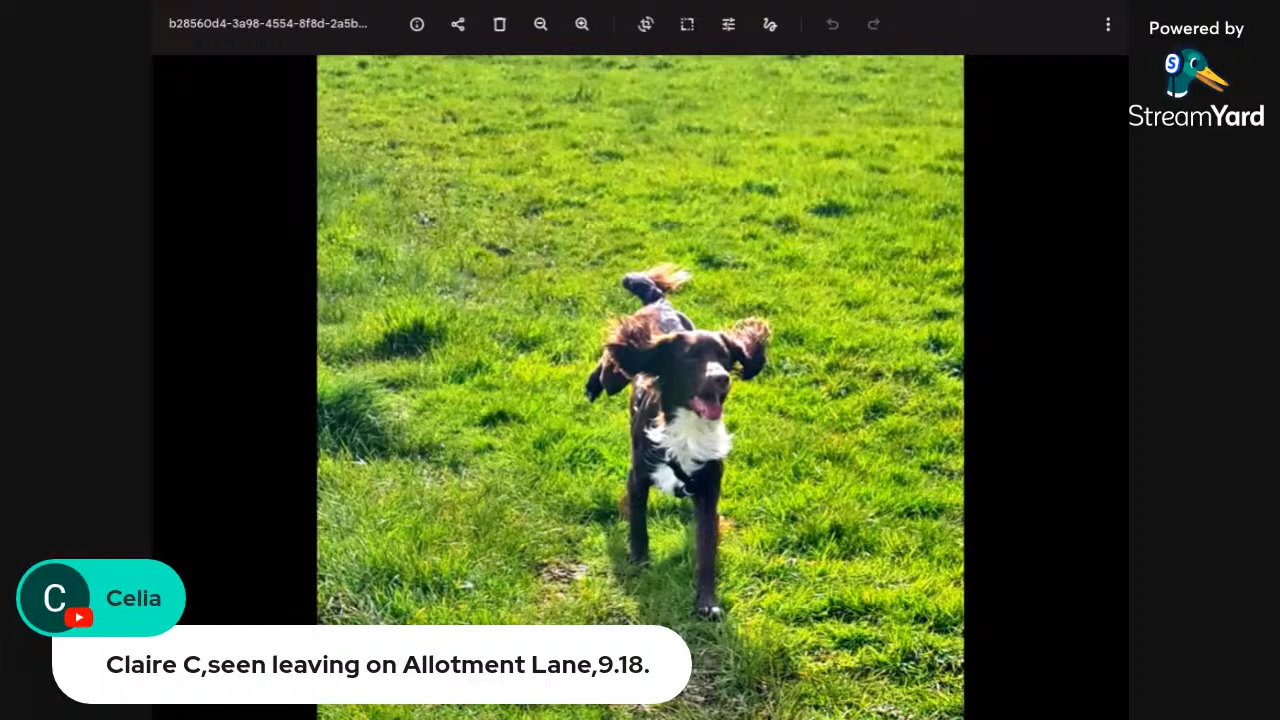 b28560d4-3a98-4554-8f8d-2a5b...
Powered by
StreamYard
C
Celia
Claire C,seen leaving on Allotment Lane,9.18.